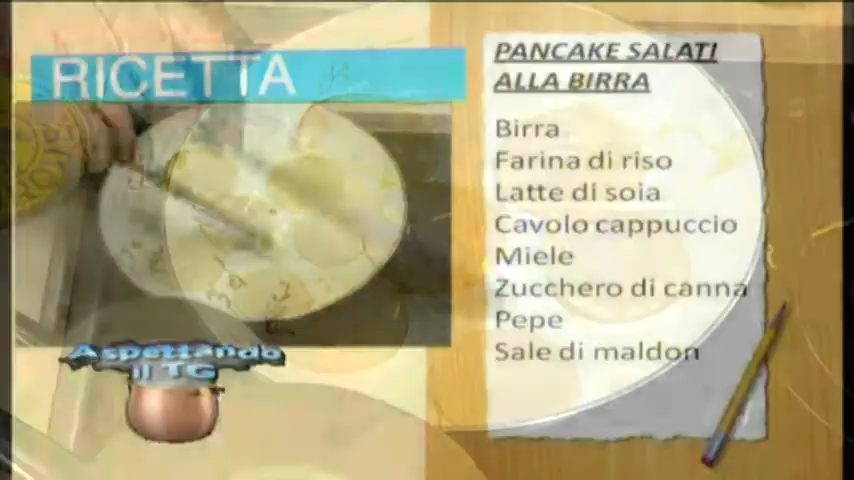 RICETTA
PANCAKE SALATI
ALLA BIRRA
Birra
Farina di riso
Latte di soia
Cavolo cappuccio
Miele
Zucchero di canna
Pepe
Sale di maldon
Aspettando
il TG